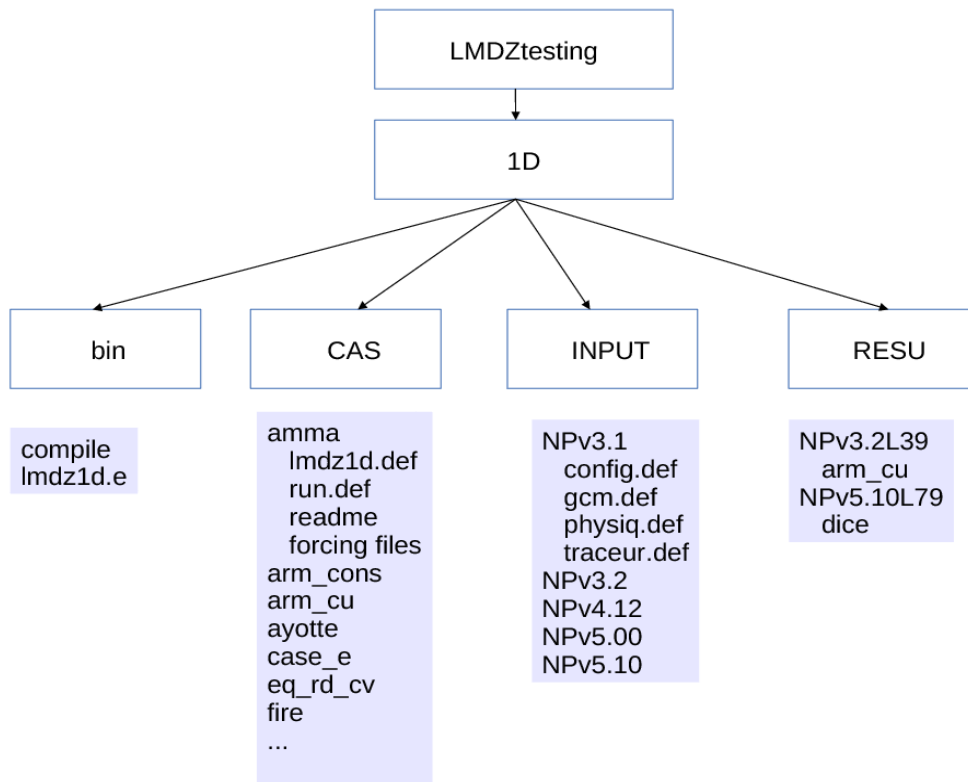 LMDZtesting
1D
bin
CAS
INPUT
RESU
compile
lmdz1d.e
amma
lmdz1d.def
run.def
readme
forcing files
arm_cons
arm_cu
ayotte
case_e
eq_rd_cv
fire
...
NPv3.1
config.def
gcm.def
physiq.def
traceur.def
NPv3.2
NPv4.12
NPv5.00
NPv5.10
NPv3.2L39
arm_cu
NPv5.10L79
dice